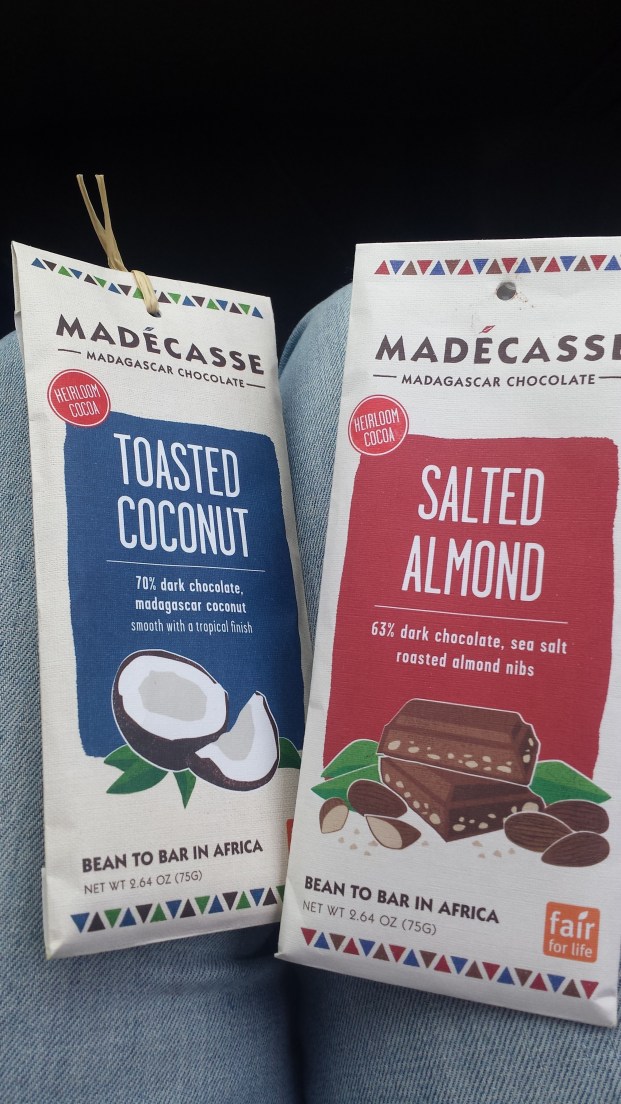 MADÉCASSE
MADAGASCAR CHOCOLATE
HEIRLOOM
COCOA
TOASTED
COCONUT
70% dark chocolate,
madagascar coconut
smooth with a tropical finish
BEAN TO BAR IN AFRICA
NET WT 2.64 OZ (75G)
MADÉCASSE
MADAGASCAR CHOCOLATE
HEIRLOOM
COCOA
SALTED
ALMOND
63% dark chocolate, sea salt
roasted almond nibs
BEAN TO BAR IN AFRICA
NET WT 2.64 OZ (75G)
fair
for life